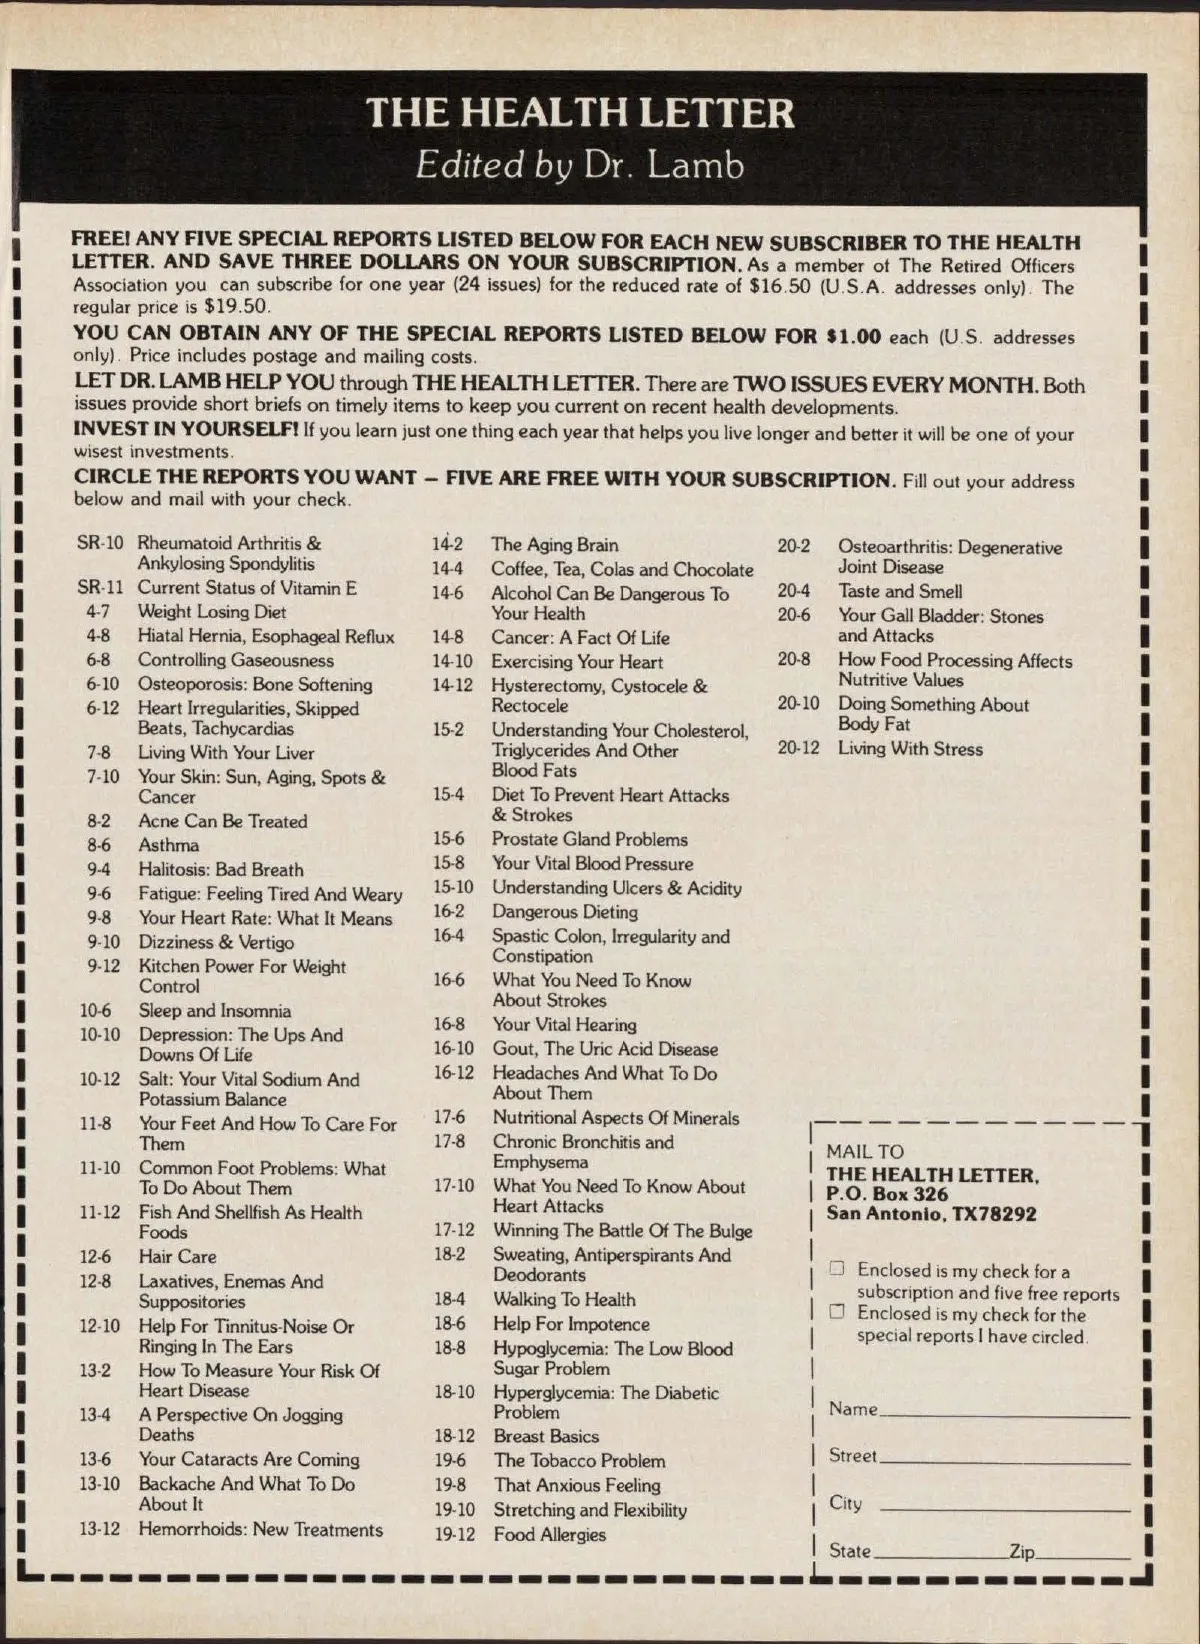 THE HEALTH LETTER
Edited by Dr. Lamb
FREE! ANY FIVE SPECIAL REPORTS LISTED BELOW FOR EACH NEW SUBSCRIBER TO THE HEALTH
LETTER. AND SAVE THREE DOLLARS ON YOUR SUBSCRIPTION. As a member of The Retired Officers
Association you can subscribe for one year (24 issues) for the reduced rate of $16.50 (U.S.A. addresses only). The
regular price is $19.50.
YOU CAN OBTAIN ANY OF THE SPECIAL REPORTS LISTED BELOW FOR $1.00 each (U.S. addresses
only). Price includes postage and mailing costs.
LET DR. LAMB HELP YOU through THE HEALTH LETTER. There are TWO ISSUES EVERY MONTH. Both
issues provide short briefs on timely items to keep you current on recent health developments.
INVEST IN YOURSELF! If you learn just one thing each year that helps you live longer and better it will be one of your
wisest investments.
CIRCLE THE REPORTS YOU WANT – FIVE ARE FREE WITH YOUR SUBSCRIPTION. Fill out your address
below and mail with your check.
SR-10 Rheumatoid Arthritis &
Ankylosing Spondylitis
SR-11 Current Status of Vitamin E
4-7 Weight Losing Diet
4-8 Hiatal Hernia, Esophageal Reflux
6-8 Controlling Gaseousness
6-10 Osteoporosis: Bone Softening
6-12 Heart Irregularities, Skipped
Beats, Tachycardias
7-8 Living With Your Liver
7-10 Your Skin: Sun, Aging, Spots &
Cancer
8-2 Acne Can Be Treated
8-6 Asthma
9-4 Halitosis: Bad Breath
9-6 Fatigue: Feeling Tired And Weary
9-8 Your Heart Rate: What It Means
9-10 Dizziness & Vertigo
9-12 Kitchen Power For Weight
Control
10-6 Sleep and Insomnia
10-10 Depression: The Ups And
Downs Of Life
10-12 Salt: Your Vital Sodium And
Potassium Balance
11-8 Your Feet And How To Care For
Them
11-10 Common Foot Problems: What
To Do About Them
11-12 Fish And Shellfish As Health
Foods
12-6 Hair Care
12-8 Laxatives, Enemas And
Suppositories
12-10 Help For Tinnitus-Noise Or
Ringing In The Ears
13-2 How To Measure Your Risk Of
Heart Disease
13-4 A Perspective On Jogging
Deaths
13-6 Your Cataracts Are Coming
13-10 Backache And What To Do
About It
13-12 Hemorrhoids: New Treatments
14-2 The Aging Brain
14-4 Coffee, Tea, Colas and Chocolate
14-6 Alcohol Can Be Dangerous To
Your Health
14-8 Cancer: A Fact Of Life
14-10 Exercising Your Heart
14-12 Hysterectomy, Cystocele &
Rectocele
15-2 Understanding Your Cholesterol,
Triglycerides And Other
Blood Fats
15-4 Diet To Prevent Heart Attacks
& Strokes
15-6 Prostate Gland Problems
15-8 Your Vital Blood Pressure
15-10 Understanding Ulcers & Acidity
16-2 Dangerous Dieting
16-4 Spastic Colon, Irregularity and
Constipation
16-6 What You Need To Know
About Strokes
16-8 Your Vital Hearing
16-10 Gout, The Uric Acid Disease
16-12 Headaches And What To Do
About Them
17-6 Nutritional Aspects Of Minerals
17-8 Chronic Bronchitis and
Emphysema
17-10 What You Need To Know About
Heart Attacks
17-12 Winning The Battle Of The Bulge
18-2 Sweating, Antiperspirants And
Deodorants
18-4 Walking To Health
18-6 Help For Impotence
18-8 Hypoglycemia: The Low Blood
Sugar Problem
18-10 Hyperglycemia: The Diabetic
Problem
18-12 Breast Basics
19-6 The Tobacco Problem
19-8 That Anxious Feeling
19-10 Stretching and Flexibility
19-12 Food Allergies
20-2 Osteoarthritis: Degenerative
Joint Disease
20-4 Taste and Smell
20-6 Your Gall Bladder: Stones
and Attacks
20-8 How Food Processing Affects
Nutritive Values
20-10 Doing Something About
Body Fat
20-12 Living With Stress
MAIL TO
THE HEALTH LETTER,
P.O. Box 326
San Antonio, TX78292
Enclosed is my check for a
subscription and five free reports
Enclosed is my check for the
special reports I have circled.
Name
Street
City
State Zip